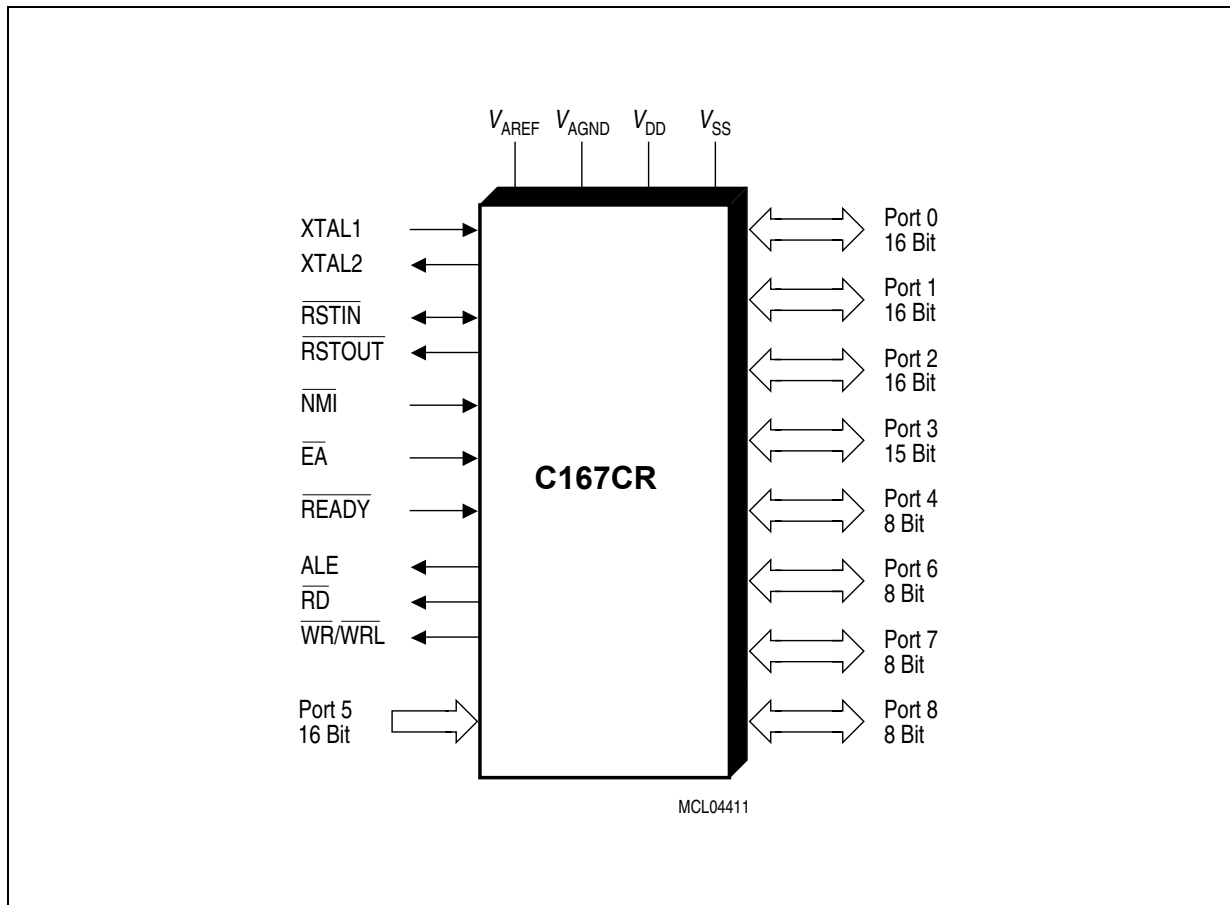 VAREF VAGND VDD VSS
XTAL1
XTAL2
RSTIN
RSTOUT
NMI
EA
READY
ALE
RD
WR/WRL
Port 5
16 Bit
C167CR
Port 0
16 Bit
Port 1
16 Bit
Port 2
16 Bit
Port 3
15 Bit
Port 4
8 Bit
Port 6
8 Bit
Port 7
8 Bit
Port 8
8 Bit
MCL04411